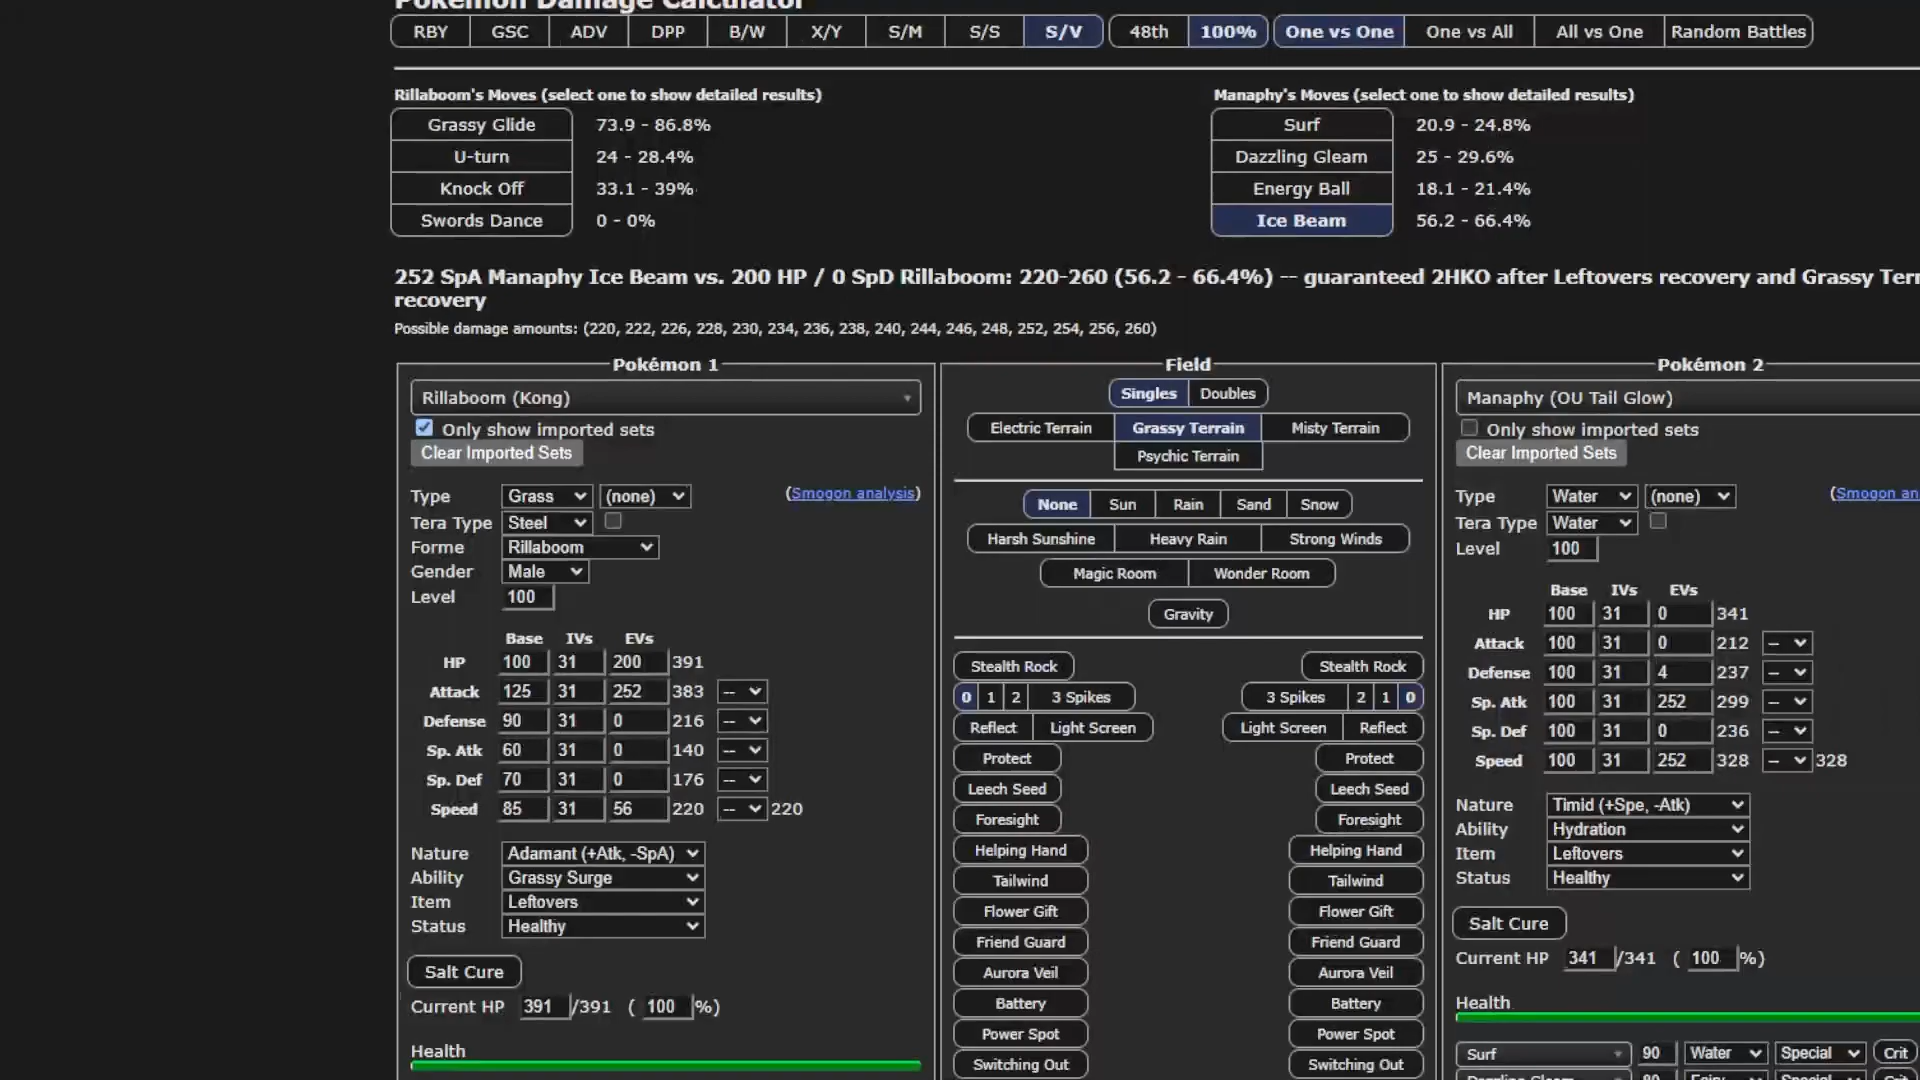 Pokémon Damage Calculator
RBY GSC ADV DPP B/W X/Y S/M S/S S/V 48th 100% One vs One One vs All All vs One Random Battles
Rillaboom's Moves (select one to show detailed results)
Grassy Glide 73.9 - 86.8%
U-turn 24 - 28.4%
Knock Off 33.1 - 39%
Swords Dance 0 - 0%
Manaphy's Moves (select one to show detailed results)
Surf 20.9 - 24.8%
Dazzling Gleam 25 - 29.6%
Energy Ball 18.1 - 21.4%
Ice Beam 56.2 - 66.4%
252 SpA Manaphy Ice Beam vs. 200 HP / 0 SpD Rillaboom: 220-260 (56.2 - 66.4%) -- guaranteed 2HKO after Leftovers recovery and Grassy Terr
recovery
Possible damage amounts: (220, 222, 226, 228, 230, 234, 236, 238, 240, 244, 246, 248, 252, 254, 256, 260)
Pokémon 1
Rillaboom (Kong)
Only show imported sets
Clear Imported Sets
Type Grass (none) (Smogon analysis)
Tera Type Steel
Forme Rillaboom
Gender Male
Level 100
Base IVs EVs
HP 100 31 200 391
Attack 125 31 252 383 --
Defense 90 31 0 216 --
Sp. Atk 60 31 0 140 --
Sp. Def 70 31 0 176 --
Speed 85 31 56 220 -- 220
Nature Adamant (+Atk, -SpA)
Ability Grassy Surge
Item Leftovers
Status Healthy
Salt Cure
Current HP 391/391 ( 100 %)
Health
Field
Singles Doubles
Electric Terrain Grassy Terrain Misty Terrain
Psychic Terrain
None Sun Rain Sand Snow
Harsh Sunshine Heavy Rain Strong Winds
Magic Room Wonder Room
Gravity
Stealth Rock Stealth Rock
0 1 2 3 Spikes 3 Spikes 2 1 0
Reflect Light Screen Light Screen Reflect
Protect Protect
Leech Seed Leech Seed
Foresight Foresight
Helping Hand Helping Hand
Tailwind Tailwind
Flower Gift Flower Gift
Friend Guard Friend Guard
Aurora Veil Aurora Veil
Battery Battery
Power Spot Power Spot
Switching Out Switching Out
Pokémon 2
Manaphy (OU Tail Glow)
Only show imported sets
Clear Imported Sets
Type Water (none) (Smogon an
Tera Type Water
Level 100
Base IVs EVs
HP 100 31 0 341
Attack 100 31 0 212 --
Defense 100 31 4 237 --
Sp. Atk 100 31 252 299 --
Sp. Def 100 31 0 236 --
Speed 100 31 252 328 -- 328
Nature Timid (+Spe, -Atk)
Ability Hydration
Item Leftovers
Status Healthy
Salt Cure
Current HP 341/341 ( 100 %)
Health
Surf 90 Water Special Crit